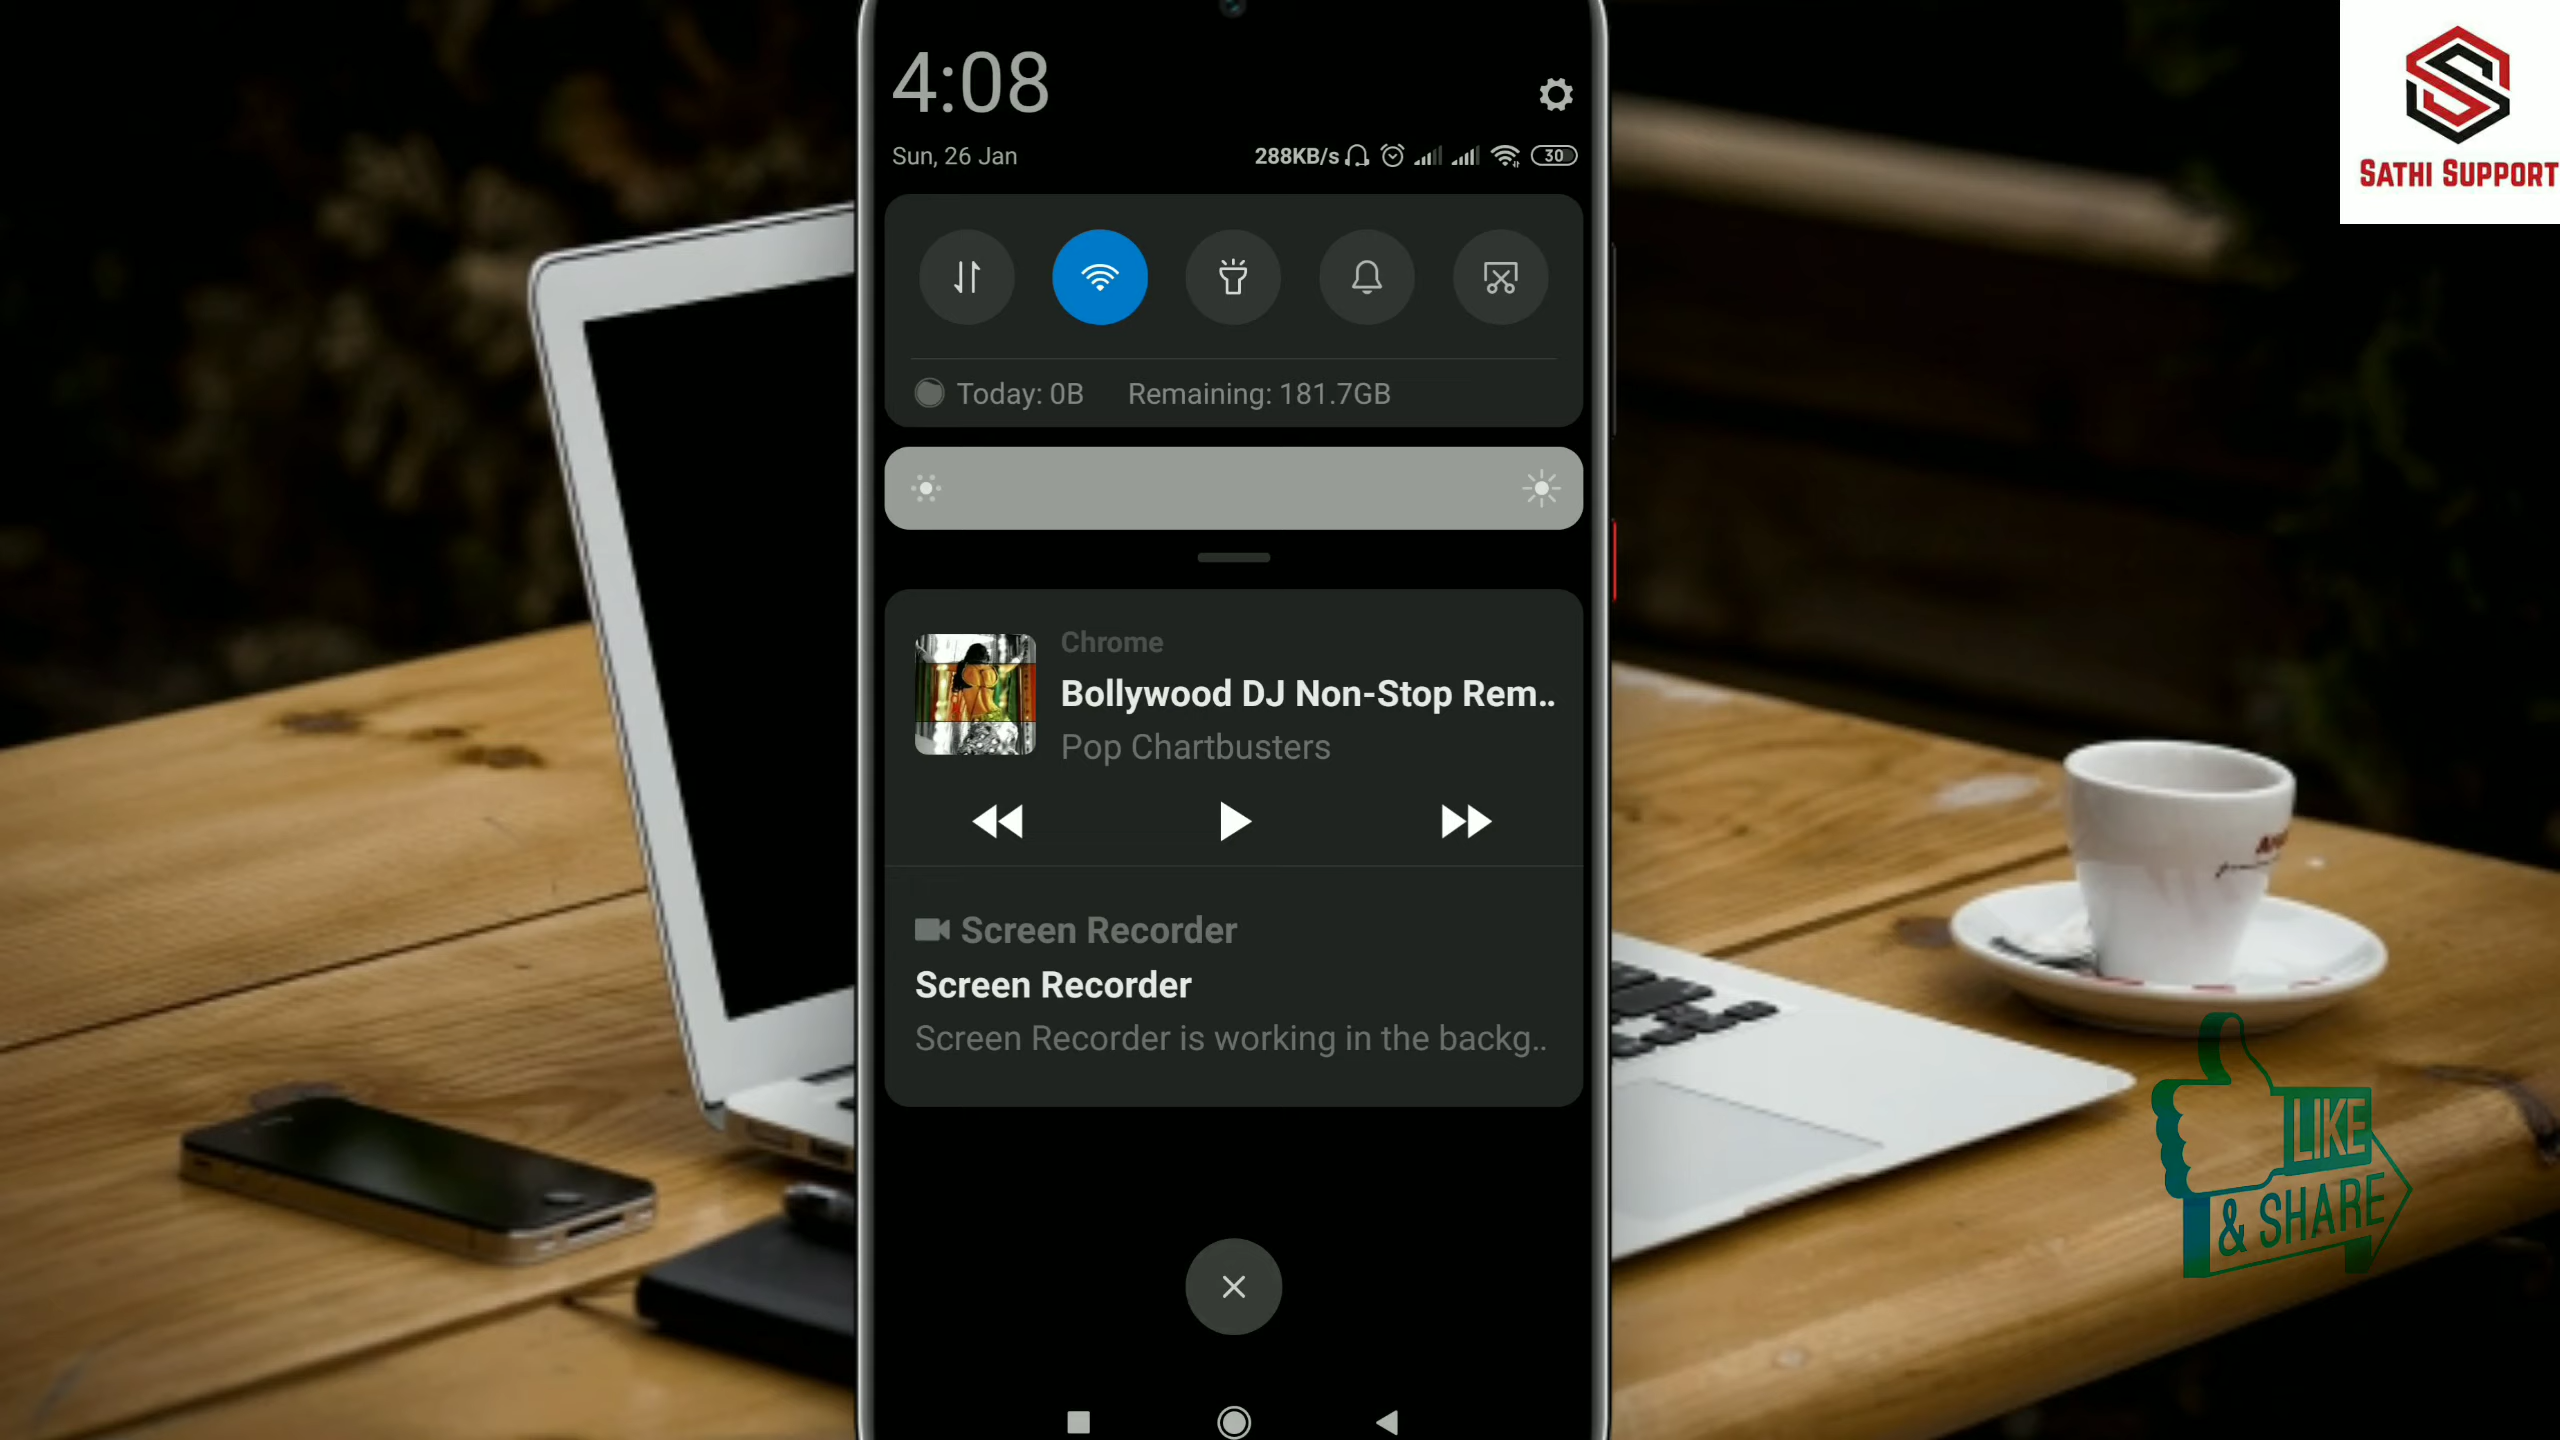 4:08
Sun, 26 Jan
288KB/s
30
SATHI SUPPORT
Today: 0B
Remaining: 181.7GB
Chrome
Bollywood DJ Non-Stop Rem..
Pop Chartbusters
Screen Recorder
Screen Recorder
Screen Recorder is working in the backg..
LIKE
& SHARE